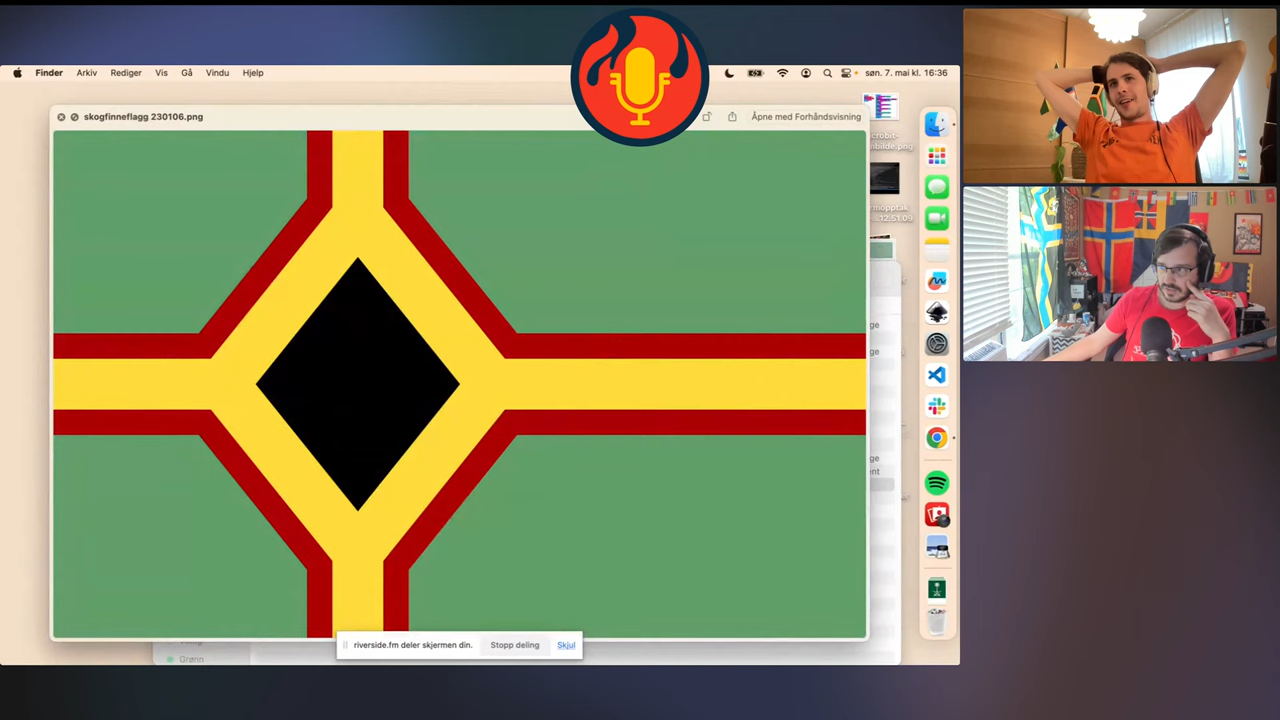 Finder Arkiv Rediger Vis Gå Vindu Hjelp søn. 7. mai kl. 16:36
skogfinneflagg 230106.png Åpne med Forhåndsvisning
riverside.fm deler skjermen din. Stopp deling Skjul
Grønn